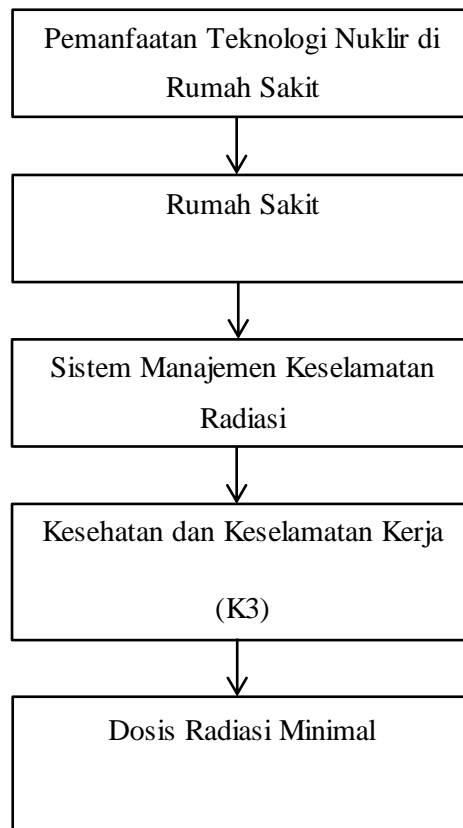 Pemanfaatan Teknologi Nuklir di
Rumah Sakit
Rumah Sakit
Sistem Manajemen Keselamatan
Radiasi
Kesehatan dan Keselamatan Kerja
(K3)
Dosis Radiasi Minimal